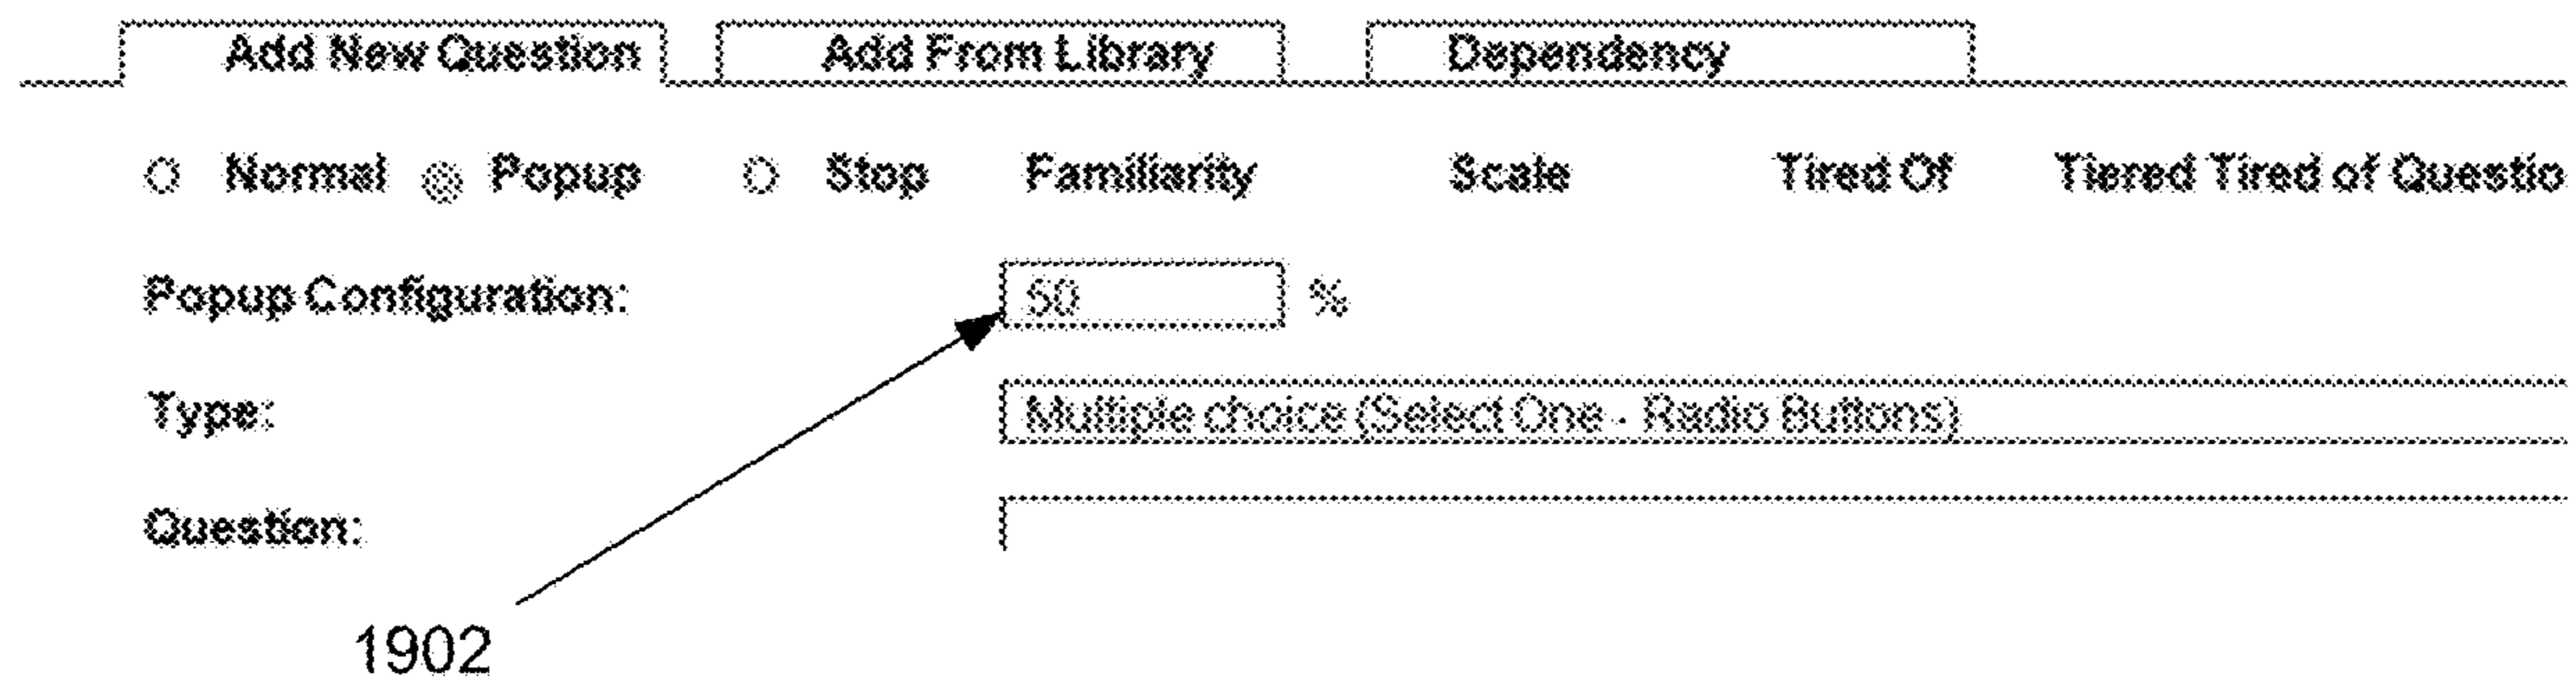 Add New Question Add From Library Dependency
Normal Popup Stop Familiarity Scale Tired Of Tiered Tired of Questio
Popup Configuration: 50 %
Type: Multiple choice (Select One - Radio Buttons)
Question:
1902